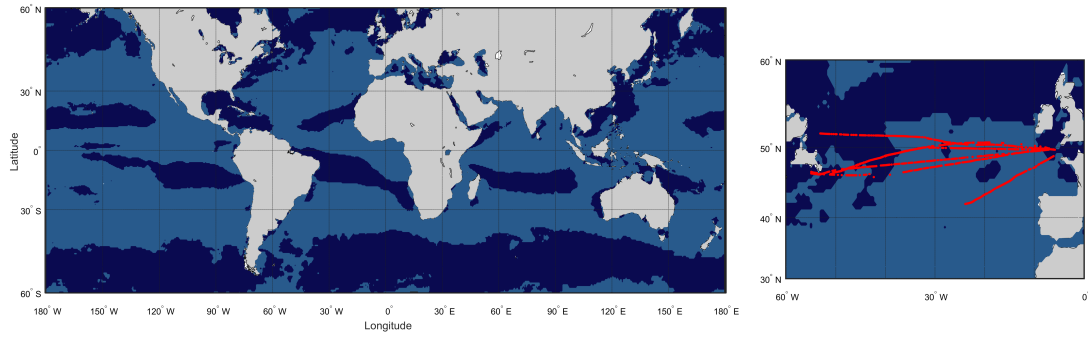 60° N
30° N
0°
30° S
60° S
Latitude
180° W
150° W
120° W
90° W
60° W
30° W
0°
30° E
60° E
90° E
120° E
150° E
180° E
Longitude
60° N
50° N
40° N
30° N
60° W
30° W
0°